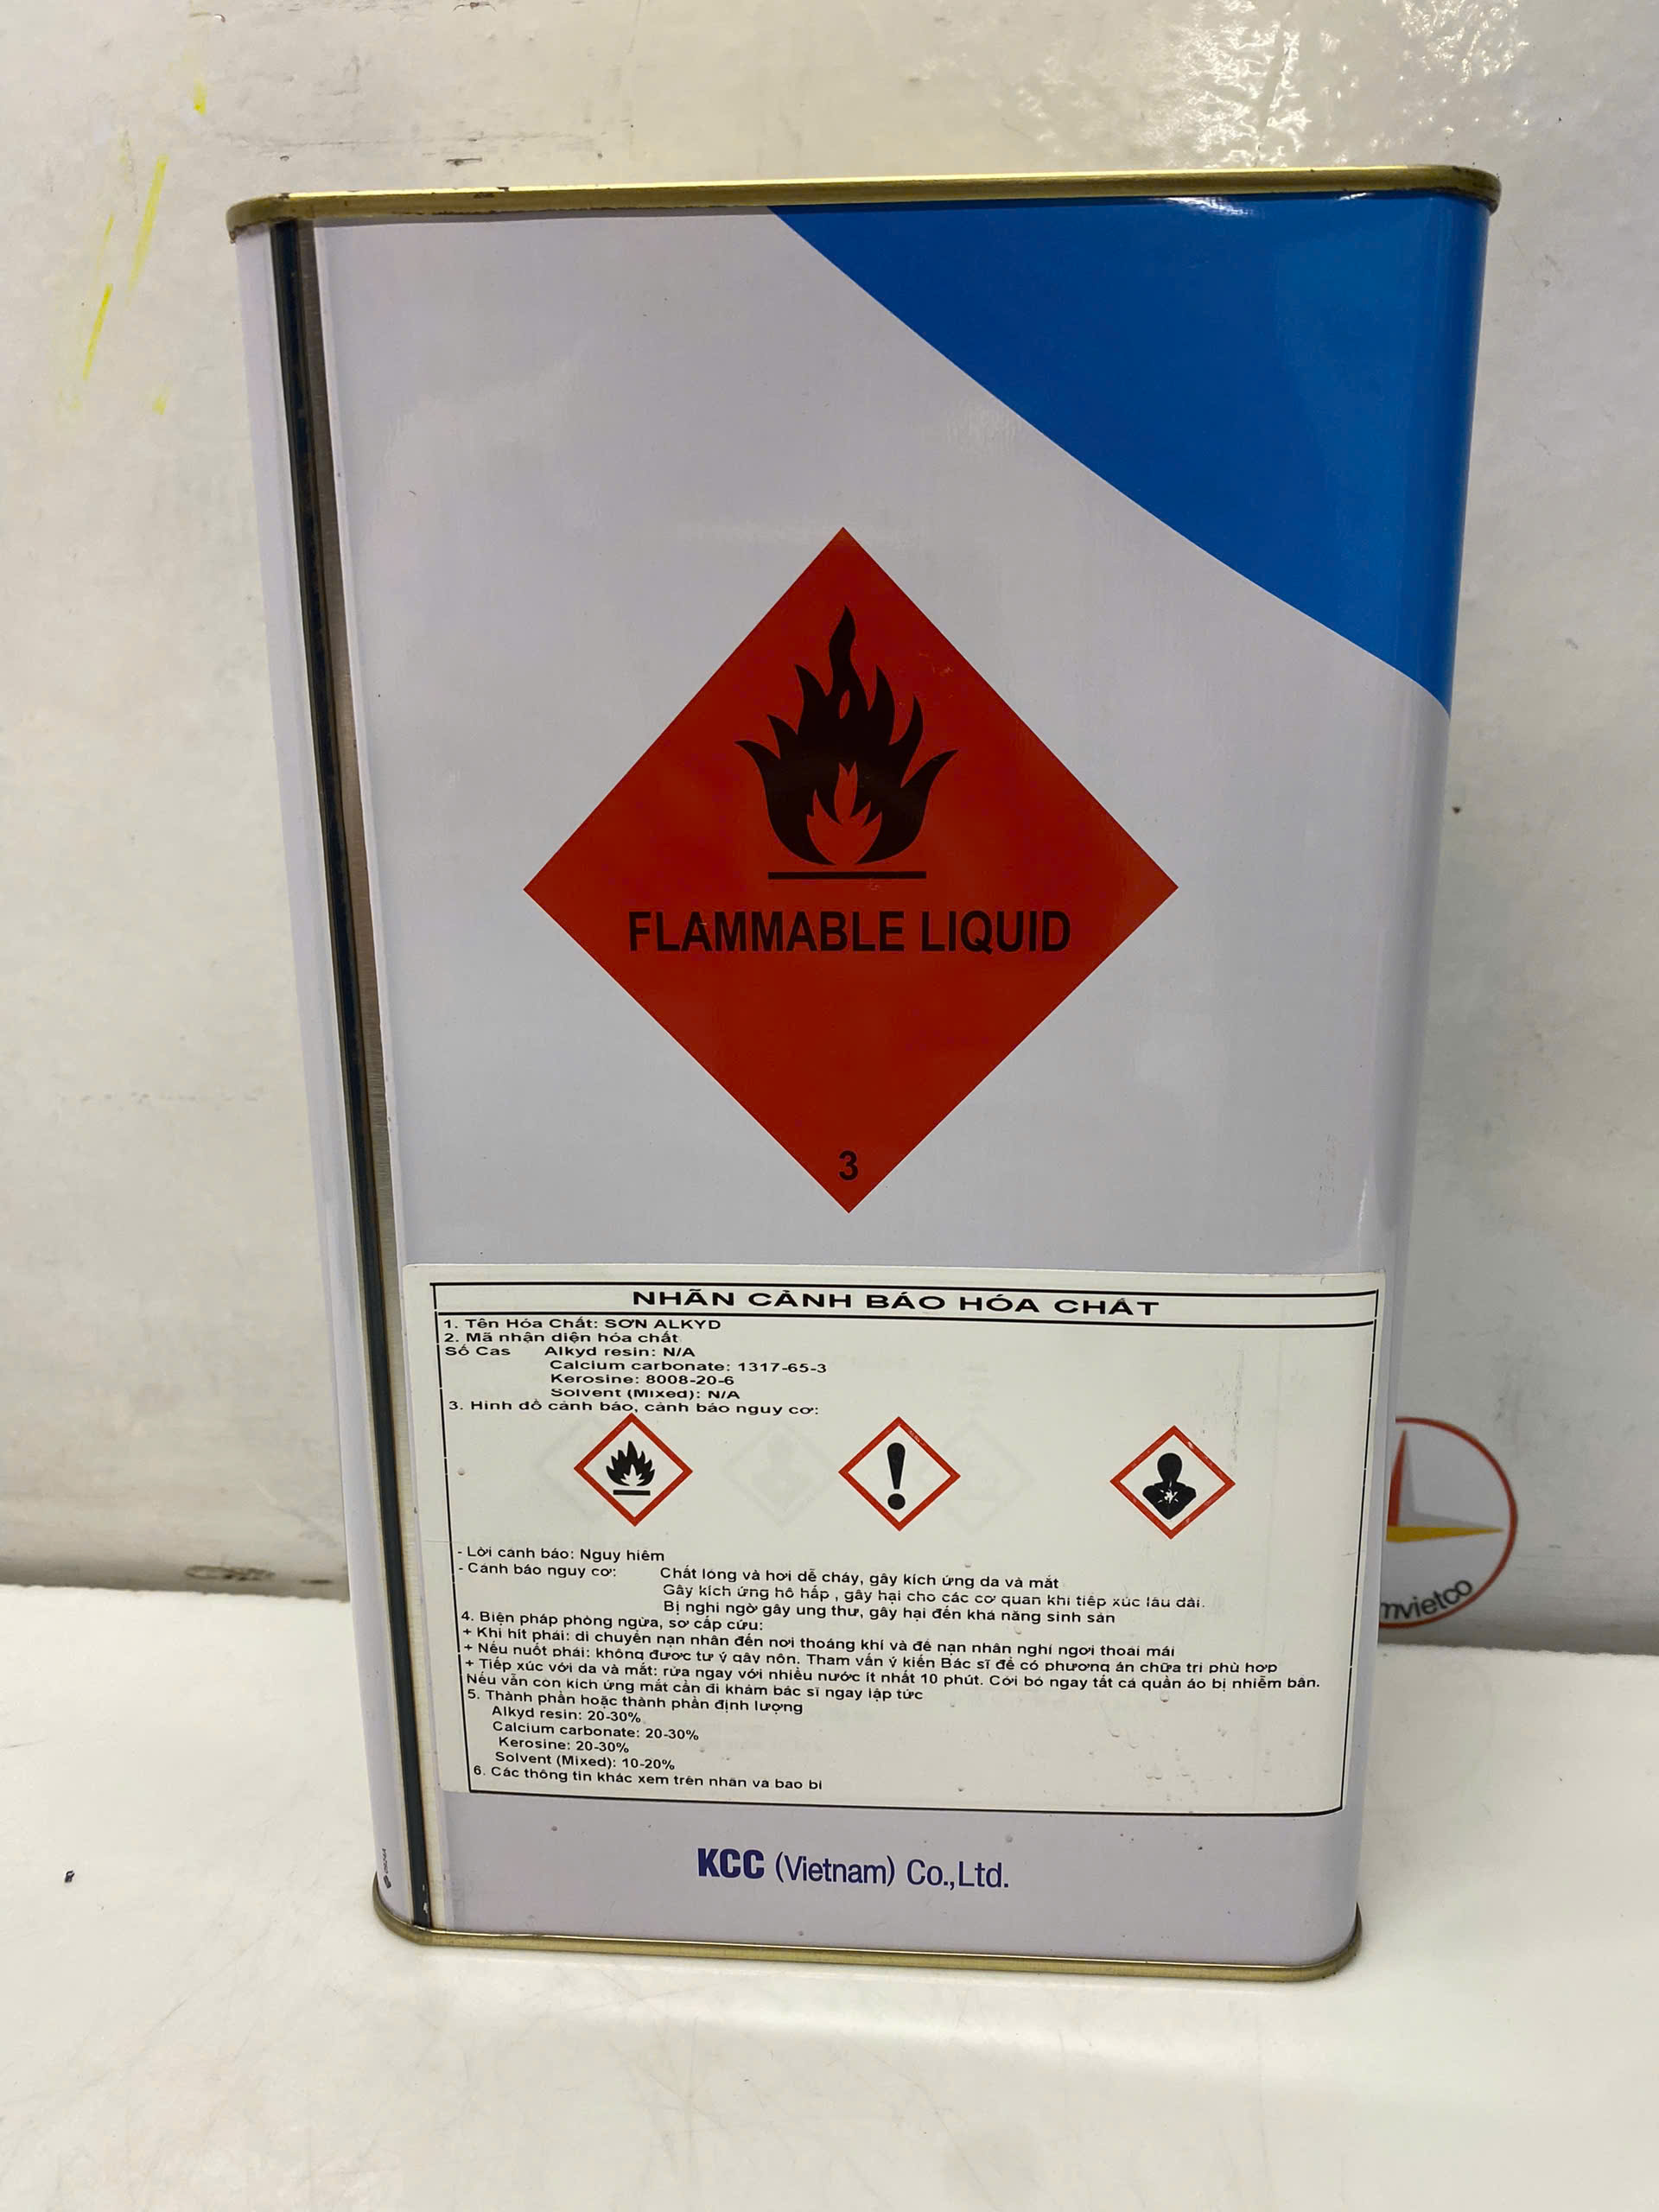 FLAMMABLE LIQUID
3
NHÃN CẢNH BÁO HÓA CHẤT
1. Tên Hóa Chất: SƠN ALKYD
2. Mã nhận diện hóa chất
Số Cas Alkyd resin: N/A
Calcium carbonate: 1317-65-3
Kerosine: 8008-20-6
Solvent (Mixed): N/A
3. Hình đồ cảnh báo, cảnh báo nguy cơ:
- Lời cảnh báo: Nguy hiểm
- Cảnh báo nguy cơ: Chất lỏng và hơi dễ cháy, gây kích ứng da và mắt
Gây kích ứng hô hấp , gây hại cho các cơ quan khi tiếp xúc lâu dài.
Bị nghi ngờ gây ung thư, gây hại đến khả năng sinh sản
4. Biện pháp phòng ngừa, sơ cấp cứu:
+ Khi hít phải: di chuyển nạn nhân đến nơi thoáng khí và để nạn nhân nghỉ ngơi thoải mái
+ Nếu nuốt phải: không được tự ý gây nôn. Tham vấn ý kiến Bác sĩ để có phương án chữa trị phù hợp
+ Tiếp xúc với da và mắt: rửa ngay với nhiều nước ít nhất 10 phút. Cởi bỏ ngay tất cả quần áo bị nhiễm bẩn.
Nếu vẫn còn kích ứng mắt cần đi khám bác sĩ ngay lập tức
5. Thành phần hoặc thành phần định lượng
Alkyd resin: 20-30%
Calcium carbonate: 20-30%
Kerosine: 20-30%
Solvent (Mixed): 10-20%
6. Các thông tin khác xem trên nhãn và bao bì
KCC (Vietnam) Co.,Ltd.
mvietco